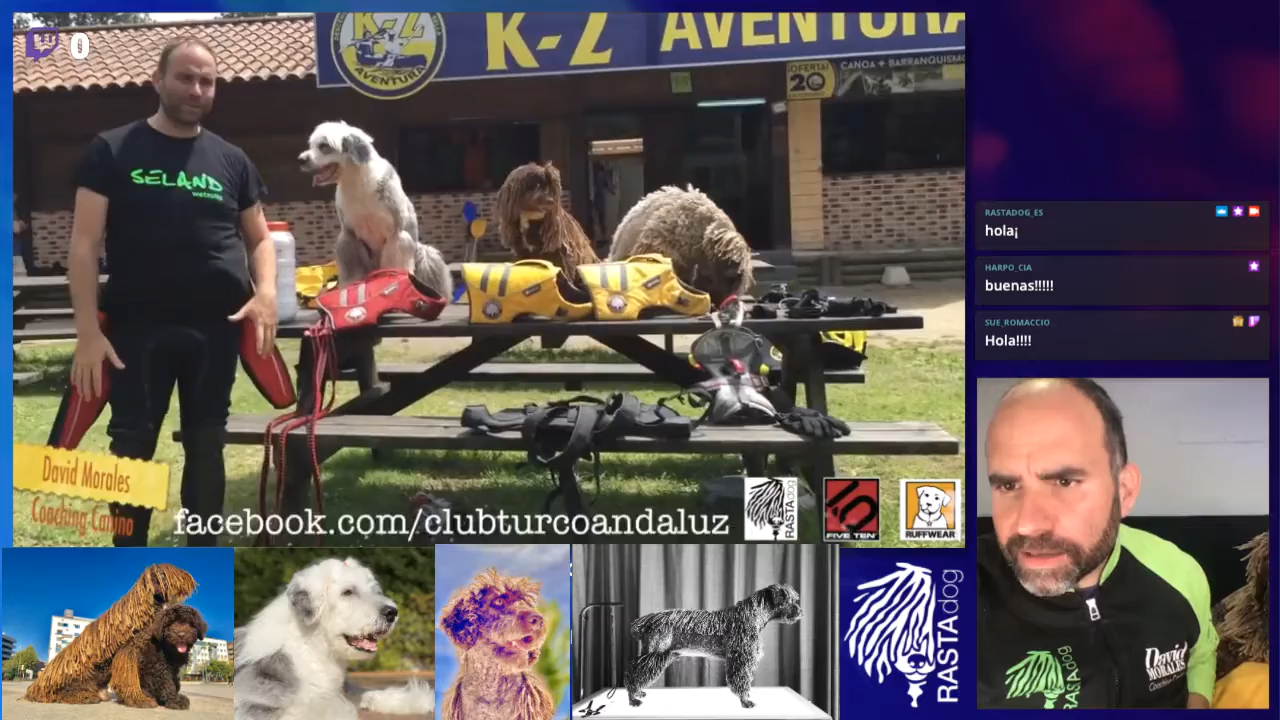 0
K-Z AVENTURA
K-Z
AVENTURA
¡OFERTA!
20
CANOA + BARRANQUISMO
SELAND
David Morales
Coaching Canino
facebook.com/clubturcoandaluz
RASTAdog
FIVE TEN
RUFFWEAR
RASTAdog
RASTADOG_ES
hola¡
HARPO_CIA
buenas!!!!!
SUE_ROMACCIO
Hola!!!!
RASTAdog
David
MORALES